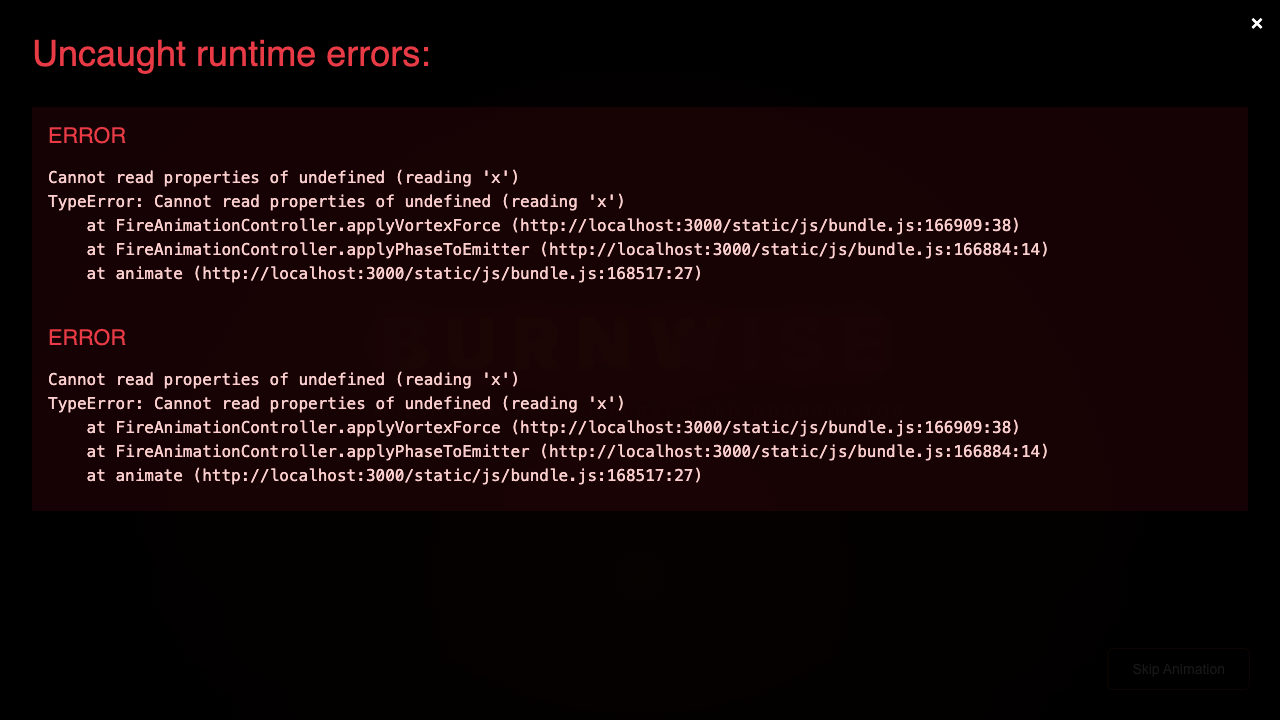 ×
Uncaught runtime errors:
ERROR
Cannot read properties of undefined (reading 'x')
TypeError: Cannot read properties of undefined (reading 'x')
    at FireAnimationController.applyVortexForce (http://localhost:3000/static/js/bundle.js:166909:38)
    at FireAnimationController.applyPhaseToEmitter (http://localhost:3000/static/js/bundle.js:166884:14)
    at animate (http://localhost:3000/static/js/bundle.js:168517:27)
ERROR
BURNWISE
Cannot read properties of undefined (reading 'x')
TypeError: Cannot read properties of undefined (reading 'x')
    at FireAnimationController.applyVortexForce (http://localhost:3000/static/js/bundle.js:166909:38)
    at FireAnimationController.applyPhaseToEmitter (http://localhost:3000/static/js/bundle.js:166884:14)
    at animate (http://localhost:3000/static/js/bundle.js:168517:27)
Skip Animation